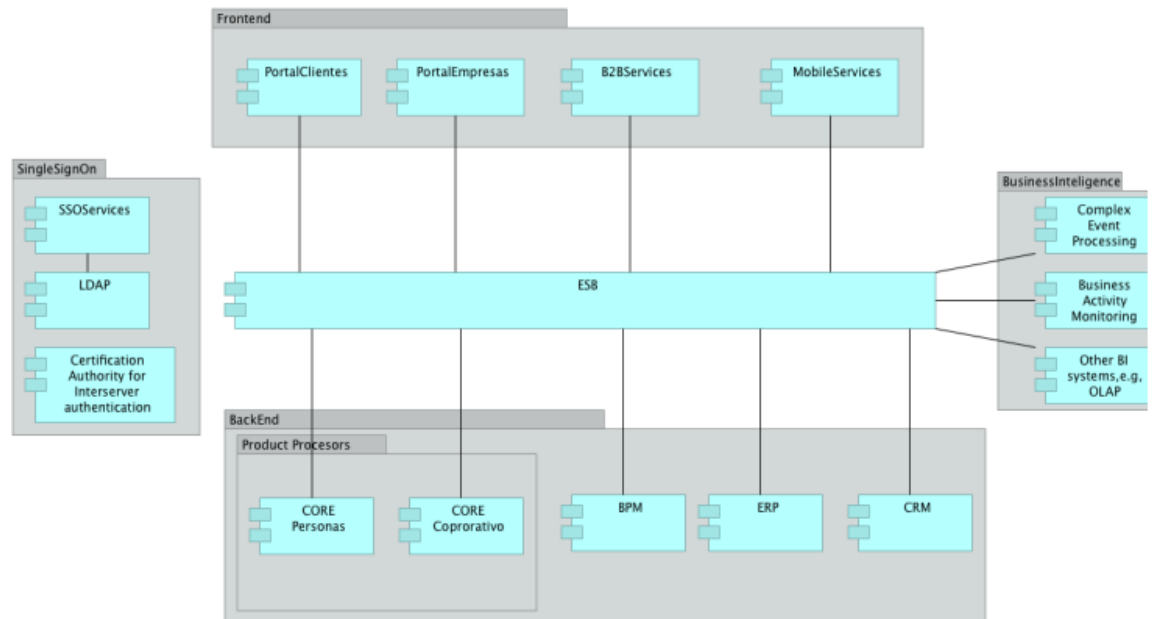 Frontend
PortalClientes
PortalEmpresas
B2BServices
MobileServices
SingleSignOn
SSOServices
LDAP
Certification
Authority for
Interserver
authentication
ESB
BusinessInteligence
Complex
Event
Processing
Business
Activity
Monitoring
Other BI
systems,e.g,
OLAP
BackEnd
Product Procesors
CORE
Personas
CORE
Coprorativo
BPM
ERP
CRM